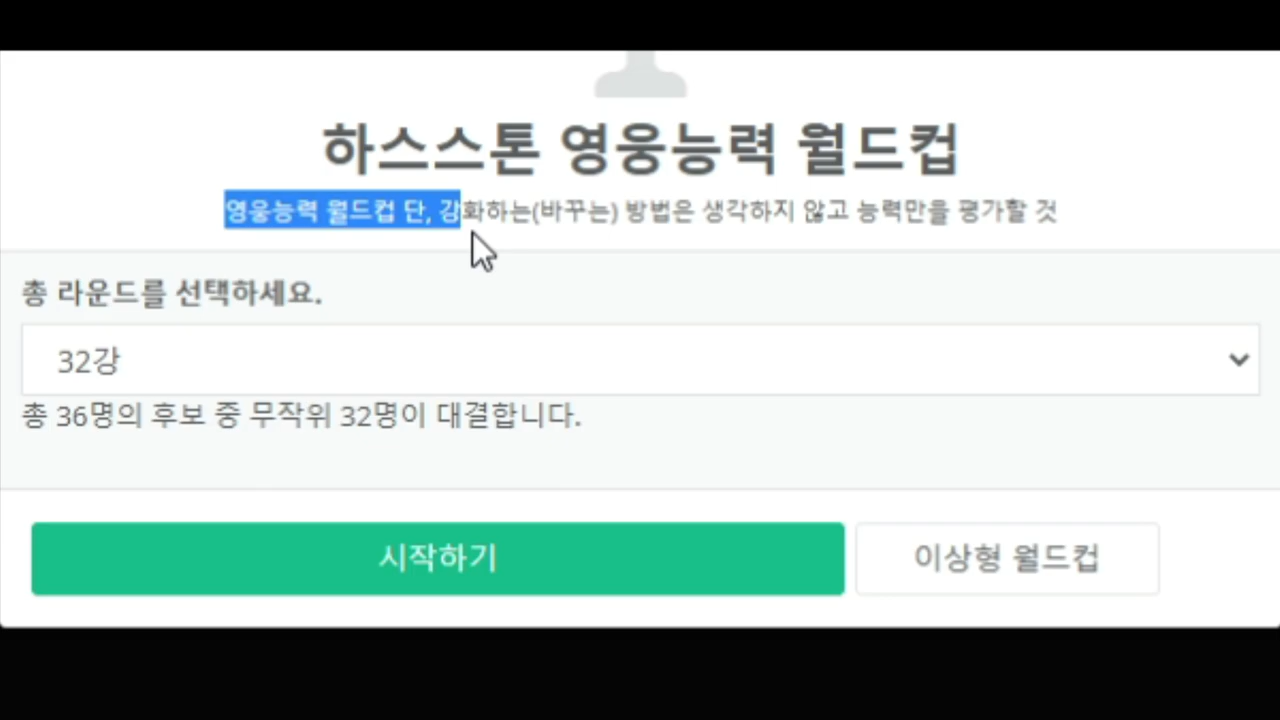 하스스톤 영웅능력 월드컵
영웅능력 월드컵 단, 강화하는(바꾸는) 방법은 생각하지 않고 능력만을 평가할 것
총 라운드를 선택하세요.
32강
총 36명의 후보 중 무작위 32명이 대결합니다.
시작하기
이상형 월드컵